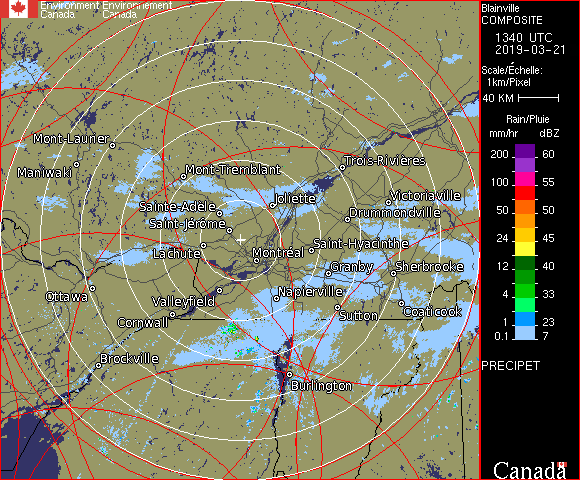 Environment Environnement
Canada Canada
Blainville
COMPOSITE
1340 UTC
2019-03-21
Scale/Échelle:
1km/Pixel
40 KM
Rain/Pluie
mm/hr dBZ
200 60
100 55
50 50
24 45
12 40
4 33
1 23
0.1 7
PRECIPET
Canada
Mont-Laurier
Maniwaki
Mont-Tremblant
Trois-Rivières
Joliette
Victoriaville
Sainte-Adele
Drummondville
Saint-Jérôme
Lachute
Montréal
Saint-Hyacinthe
Granby
Sherbrooke
Ottawa
Valleyfield
Napierville
Cornwall
Sutton
Coaticook
Brockville
Burlington